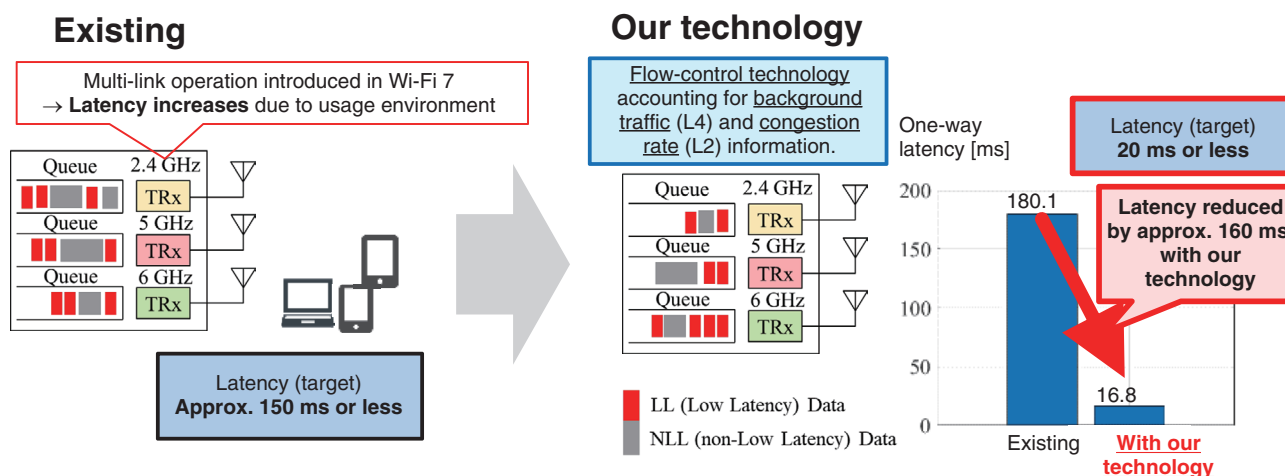 Existing
Multi-link operation introduced in Wi-Fi 7
→ Latency increases due to usage environment
Queue 2.4 GHz
TRx
Queue 5 GHz
TRx
Queue 6 GHz
TRx
Latency (target)
Approx. 150 ms or less
Our technology
Flow-control technology
accounting for background
traffic (L4) and congestion
rate (L2) information.
Queue 2.4 GHz
TRx
Queue 5 GHz
TRx
Queue 6 GHz
TRx
LL (Low Latency) Data
NLL (non-Low Latency) Data
One-way
latency [ms]
Latency (target)
20 ms or less
200
180.1
Latency reduced
by approx. 160 ms
with our
technology
150
100
50
16.8
0
Existing
With our
technology